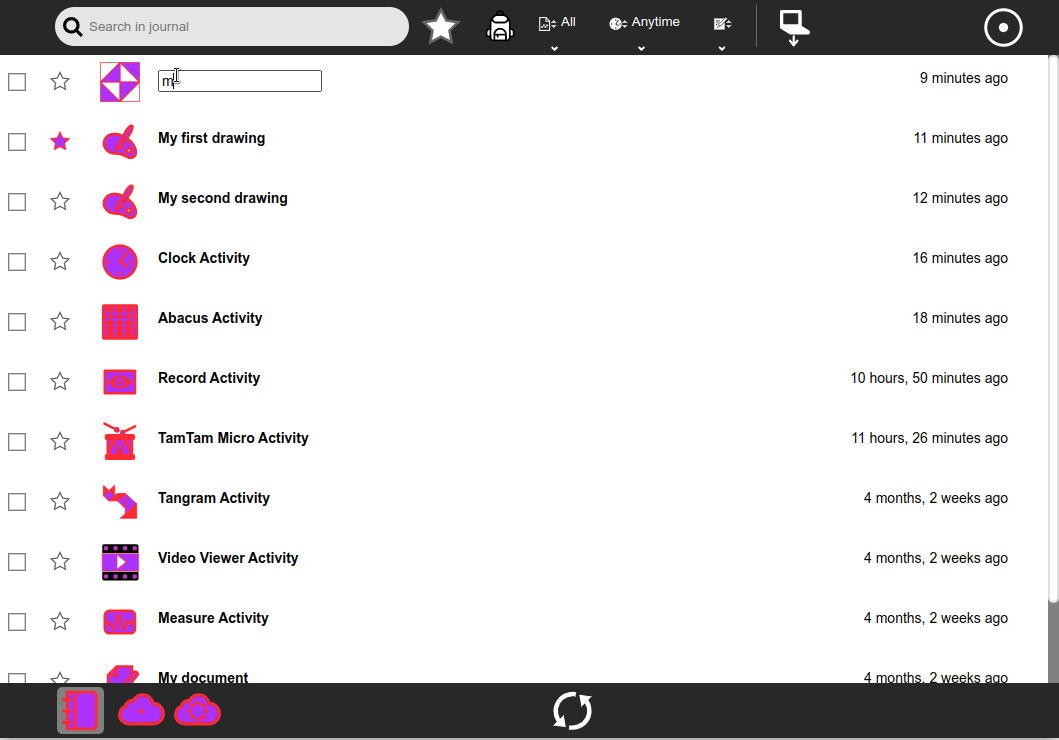 Search in journal
All
Anytime
m
9 minutes ago
My first drawing
11 minutes ago
My second drawing
12 minutes ago
Clock Activity
16 minutes ago
Abacus Activity
18 minutes ago
Record Activity
10 hours, 50 minutes ago
TamTam Micro Activity
11 hours, 26 minutes ago
Tangram Activity
4 months, 2 weeks ago
Video Viewer Activity
4 months, 2 weeks ago
Measure Activity
4 months, 2 weeks ago
My document
4 months, 2 weeks ago